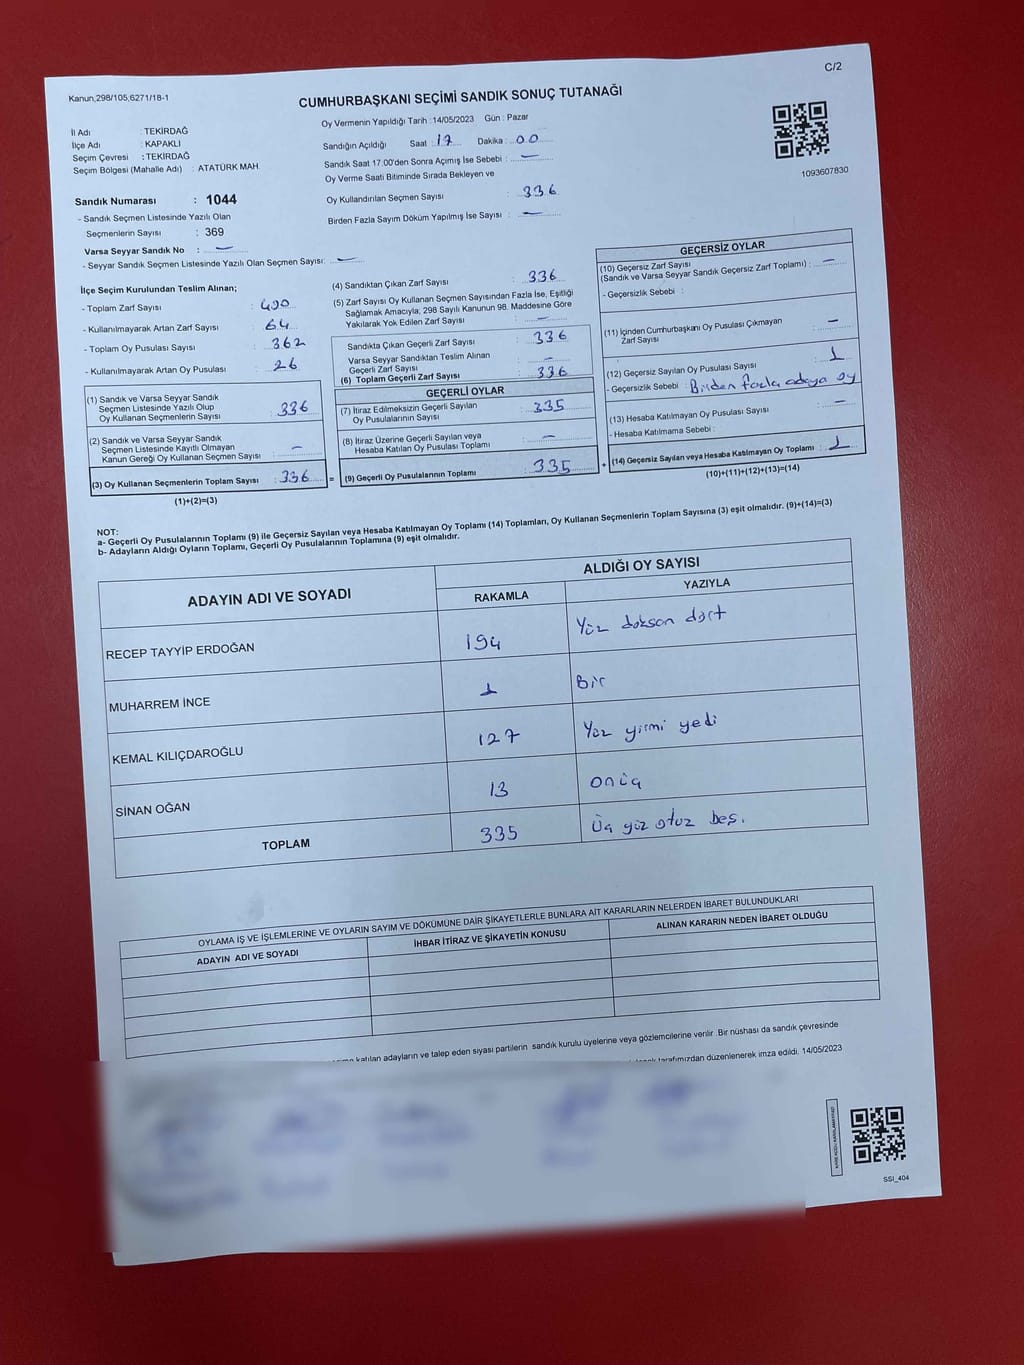 C/2
Kanun,298/105,6271/18-1
CUMHURBAŞKANI SEÇİMİ SANDIK SONUÇ TUTANAĞI
İl Adı : TEKİRDAĞ
İlçe Adı : KAPAKLI
Seçim Çevresi : TEKİRDAĞ
Seçim Bölgesi (Mahalle Adı) : ATATÜRK MAH.
Sandık Numarası : 1044
- Sandık Seçmen Listesinde Yazılı Olan
Seçmenlerin Sayısı : 369
Varsa Seyyar Sandık No : —
- Seyyar Sandık Seçmen Listesinde Yazılı Olan Seçmen Sayısı: —
Oy Vermenin Yapıldığı Tarih : 14/05/2023 Gün : Pazar
Sandığın Açıldığı Saat : 17 Dakika : 00
Sandık Saat 17:00'den Sonra Açımış İse Sebebi : —
Oy Verme Saati Bitiminde Sırada Bekleyen ve
Oy Kullandırılan Seçmen Sayısı : 336
Birden Fazla Sayım Döküm Yapılmış İse Sayısı : —
1093607830
İlçe Seçim Kurulundan Teslim Alınan;
- Toplam Zarf Sayısı : 400
- Kullanılmayarak Artan Zarf Sayısı : 64
- Toplam Oy Pusulası Sayısı : 362
- Kullanılmayarak Artan Oy Pusulası : 26
(1) Sandık ve Varsa Seyyar Sandık
Seçmen Listesinde Yazılı Olup
Oy Kullanan Seçmenlerin Sayısı : 336
(2) Sandık ve Varsa Seyyar Sandık
Seçmen Listesinde Kayıtlı Olmayan
Kanun Gereği Oy Kullanan Seçmen Sayısı : —
(3) Oy Kullanan Seçmenlerin Toplam Sayısı : 336
(1)+(2)=(3)
(4) Sandıktan Çıkan Zarf Sayısı : 336
(5) Zarf Sayısı Oy Kullanan Seçmen Sayısından Fazla İse, Eşitliği
Sağlamak Amacıyla, 298 Sayılı Kanunun 98. Maddesine Göre
Yakılarak Yok Edilen Zarf Sayısı : —
Sandıkta Çıkan Geçerli Zarf Sayısı : 336
Varsa Seyyar Sandıktan Teslim Alınan
Geçerli Zarf Sayısı : —
(6) Toplam Geçerli Zarf Sayısı : 336
GEÇERLİ OYLAR
(7) İtiraz Edilmeksizin Geçerli Sayılan
Oy Pusulalarının Sayısı : 335
(8) İtiraz Üzerine Geçerli Sayılan veya
Hesaba Katılan Oy Pusulası Toplamı : —
= (9) Geçerli Oy Pusulalarının Toplamı : 335
GEÇERSİZ OYLAR
(10) Geçersiz Zarf Sayısı
(Sandık ve Varsa Seyyar Sandık Geçersiz Zarf Toplamı) : —
- Geçersizlik Sebebi :
(11) İçinden Cumhurbaşkanı Oy Pusulası Çıkmayan
Zarf Sayısı : —
(12) Geçersiz Sayılan Oy Pusulası Sayısı : 1
- Geçersizlik Sebebi : Birden fazla adaya oy
(13) Hesaba Katılmayan Oy Pusulası Sayısı : —
- Hesaba Katılmama Sebebi :
+ (14) Geçersiz Sayılan veya Hesaba Katılmayan Oy Toplamı : 1
(10)+(11)+(12)+(13)=(14)
NOT:
a- Geçerli Oy Pusulalarının Toplamı (9) ile Geçersiz Sayılan veya Hesaba Katılmayan Oy Toplamı (14) Toplamları, Oy Kullanan Seçmenlerin Toplam Sayısına (3) eşit olmalıdır. (9)+(14)=(3)
b- Adayların Aldığı Oyların Toplamı, Geçerli Oy Pusulalarının Toplamına (9) eşit olmalıdır.
ADAYIN ADI VE SOYADI
ALDIĞI OY SAYISI
RAKAMLA YAZIYLA
RECEP TAYYİP ERDOĞAN 194 Yüz doksan dört
MUHARREM İNCE 1 Bir
KEMAL KILIÇDAROĞLU 127 Yüz yirmi yedi
SİNAN OĞAN 13 onüç
TOPLAM 335 Üç yüz otuz beş.
OYLAMA İŞ VE İŞLEMLERİNE VE OYLARIN SAYIM VE DÖKÜMÜNE DAİR ŞİKAYETLERLE BUNLARA AİT KARARLARIN NELERDEN İBARET BULUNDUKLARI
ADAYIN ADI VE SOYADI İHBAR İTİRAZ VE ŞİKAYETİN KONUSU ALINAN KARARIN NEDEN İBARET OLDUĞU
katılan adayların ve talep eden siyasi partilerin sandık kurulu üyelerine veya gözlemcilerine verilir .Bir nüshası da sandık çevresinde
tarafımızdan düzenlenerek imza edildi. 14/05/2023
SSI_404